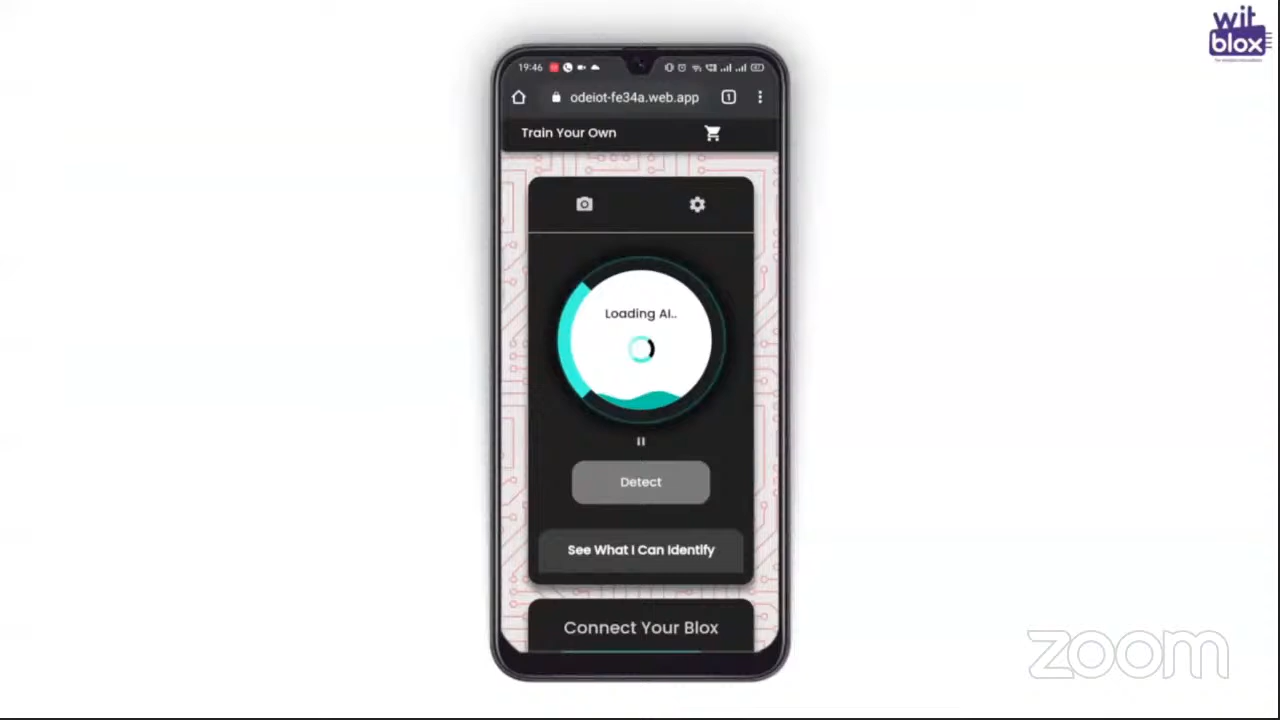 wit
blox
19:46
odeiot-fe34a.web.app
1
Train Your Own
Loading AI..
Detect
See What I Can Identify
Connect Your Blox
zoom